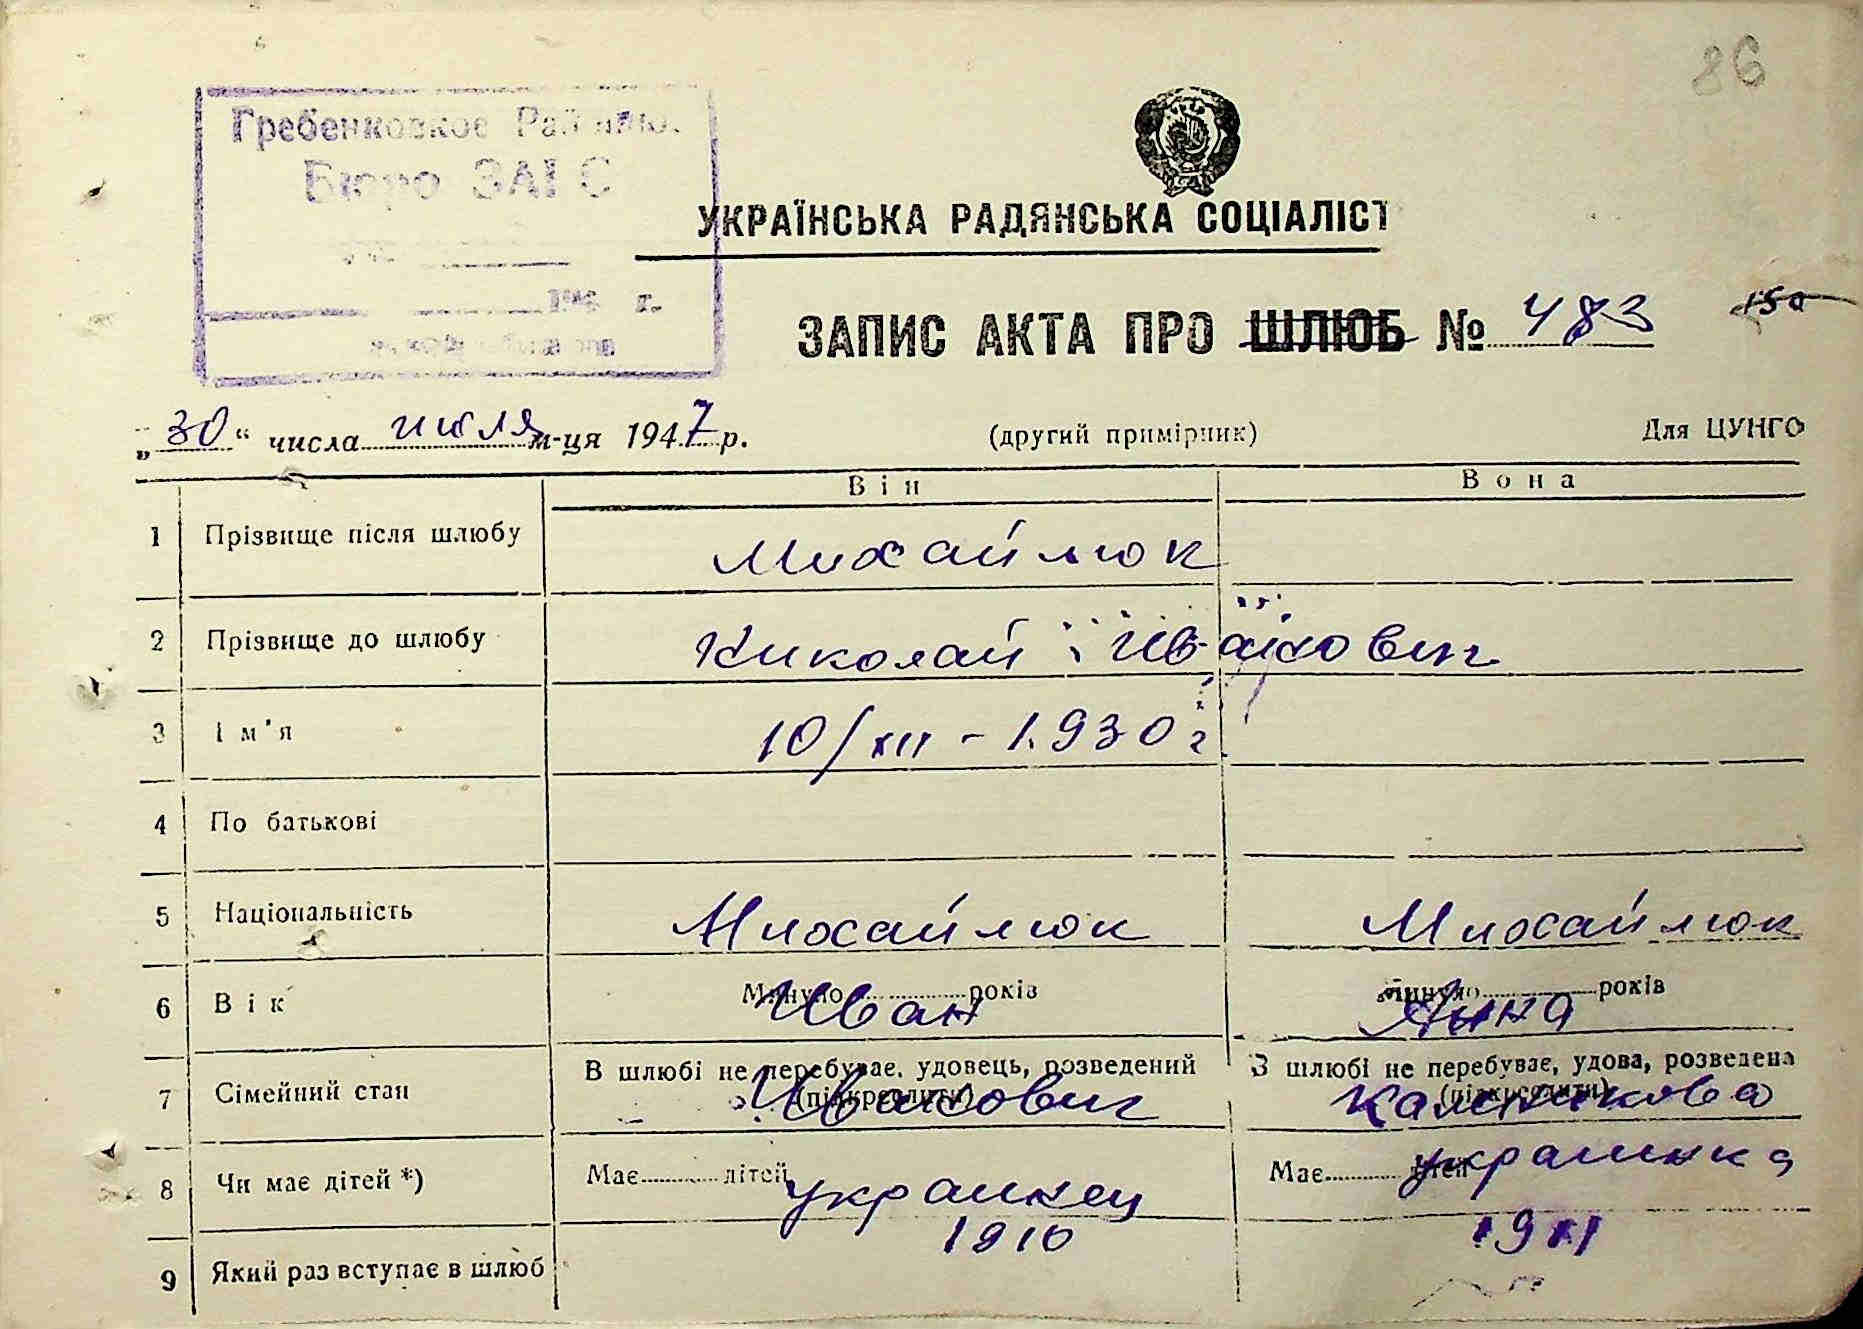 86
Гребенковское Рай
Бюро ЗАГС
194 г.
УКРАЇНСЬКА РАДЯНСЬКА СОЦІАЛІСТ
ЗАПИС АКТА ПРО ШЛЮБ № 483 150
„30“ числа июля м-ця 1947 р. (другий примірник) Для ЦУНГО
Він Вона
1 Прізвище після шлюбу Михайлюк
2 Прізвище до шлюбу Николай Иванович
3 Ім'я 10/XII - 1930 г
4 По батькові
5 Національність Михайлюк Михайлюк
6 Вік Минуло років Минуло років
Иван Анна
7 Сімейний стан В шлюбі не перебуває, удовець, розведений В шлюбі не перебуває, удова, розведена
(підкреслити) (підкреслити)
Иванович
8 Чи має дітей *) Має дітей Має дітей
украинец украинка
1910 1911
9 Який раз вступає в шлюб